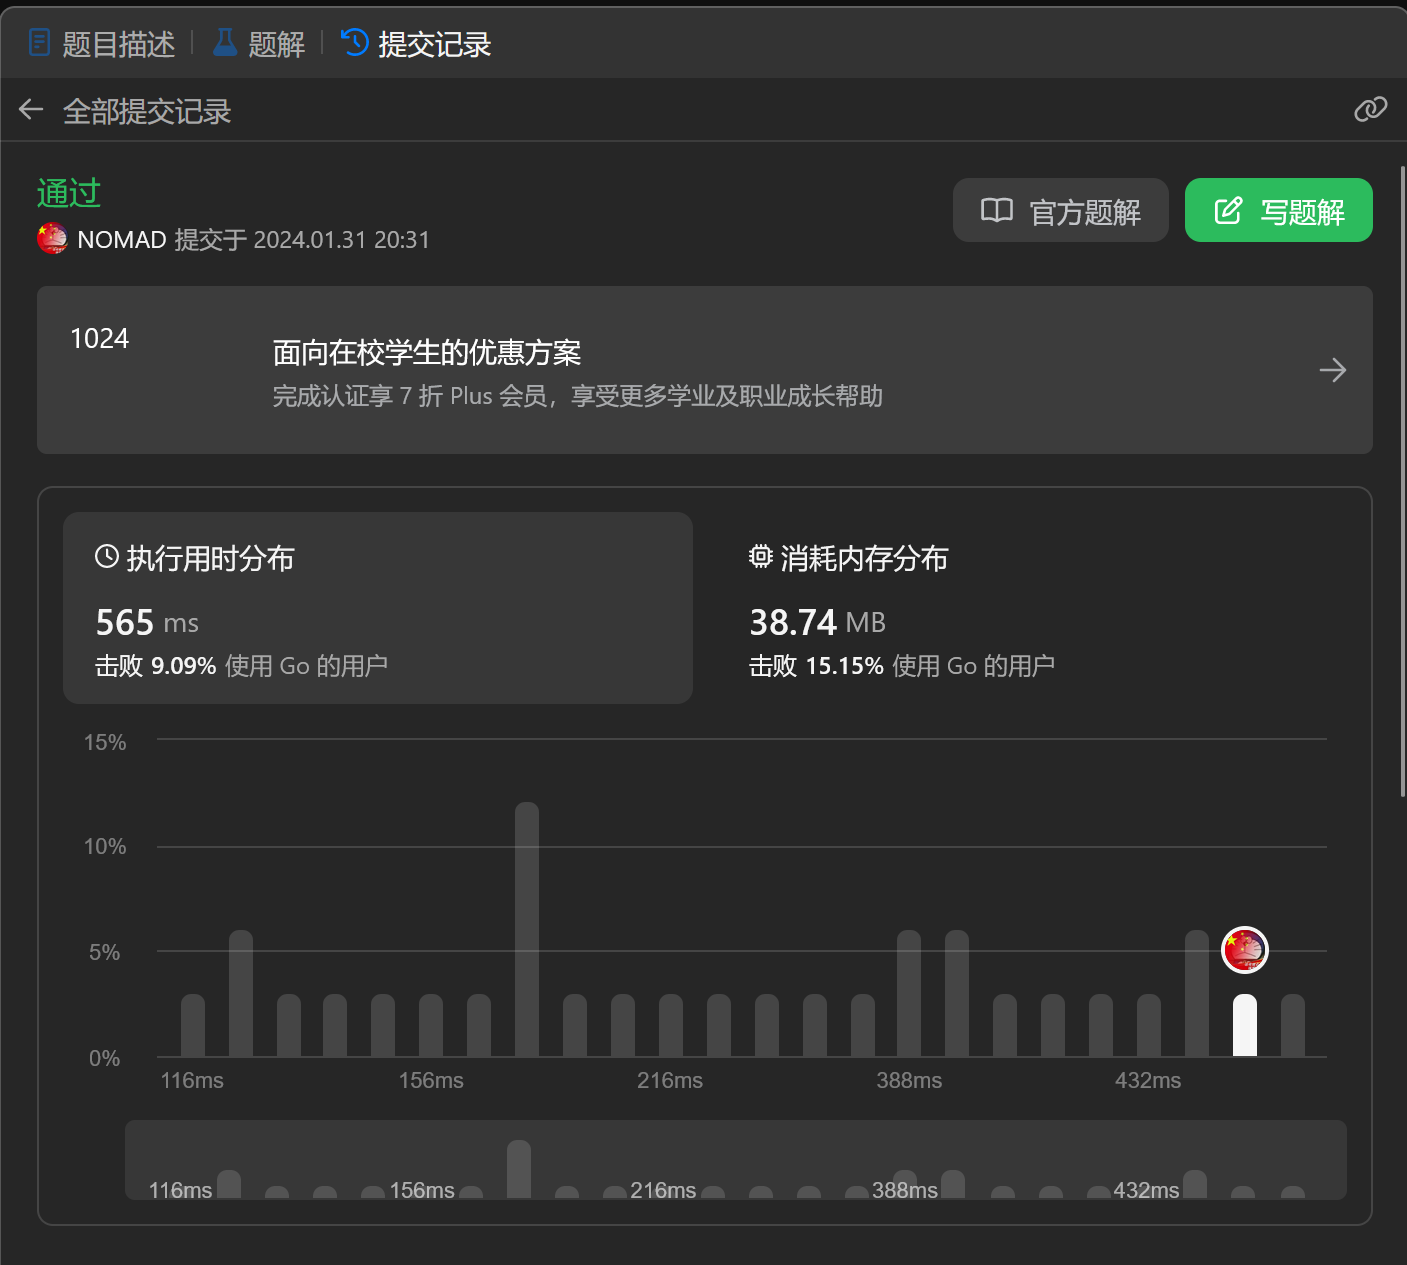 题目描述 题解 提交记录
全部提交记录
通过
官方题解 写题解
NOMAD 提交于 2024.01.31 20:31
1024
面向在校学生的优惠方案
完成认证享 7 折 Plus 会员，享受更多学业及职业成长帮助
执行用时分布
565 ms
击败 9.09% 使用 Go 的用户
消耗内存分布
38.74 MB
击败 15.15% 使用 Go 的用户
15%
10%
5%
0%
116ms 156ms 216ms 388ms 432ms
116ms 156ms 216ms 388ms 432ms